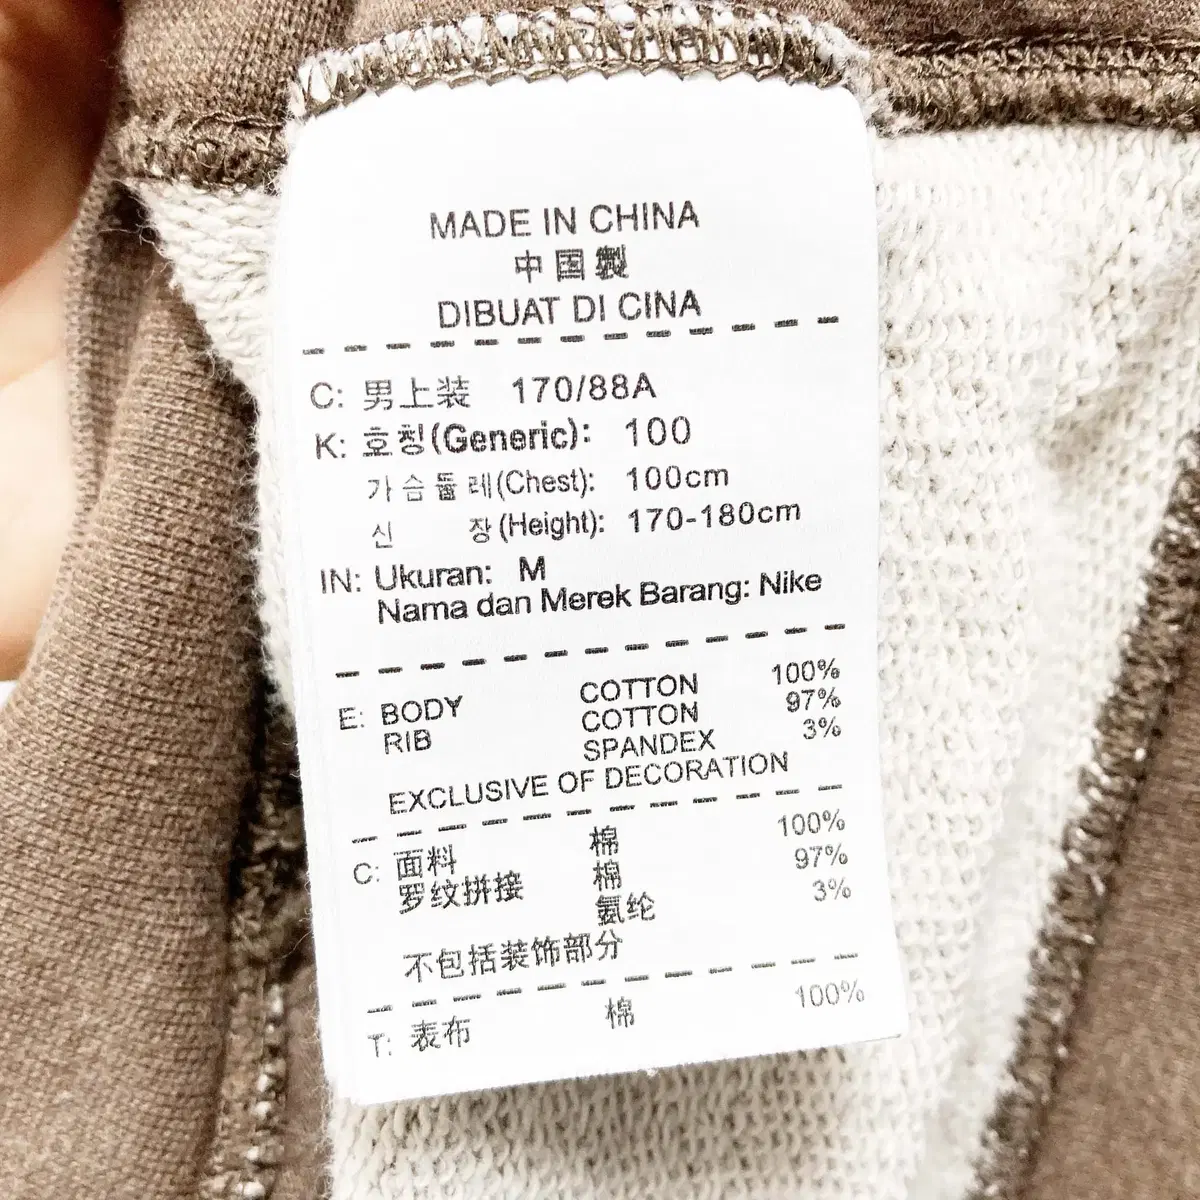 MADE IN CHINA
中国製
DIBUAT DI CINA
C: 男上装 170/88A
K: 호칭(Generic): 100
가슴둘레(Chest): 100cm
신 장(Height): 170-180cm
IN: Ukuran: M
Nama dan Merek Barang: Nike
E: BODY COTTON 100%
RIB COTTON 97%
SPANDEX 3%
EXCLUSIVE OF DECORATION
C: 面料 棉 100%
罗纹拼接 棉 97%
氨纶 3%
不包括装饰部分
T: 表布 棉 100%